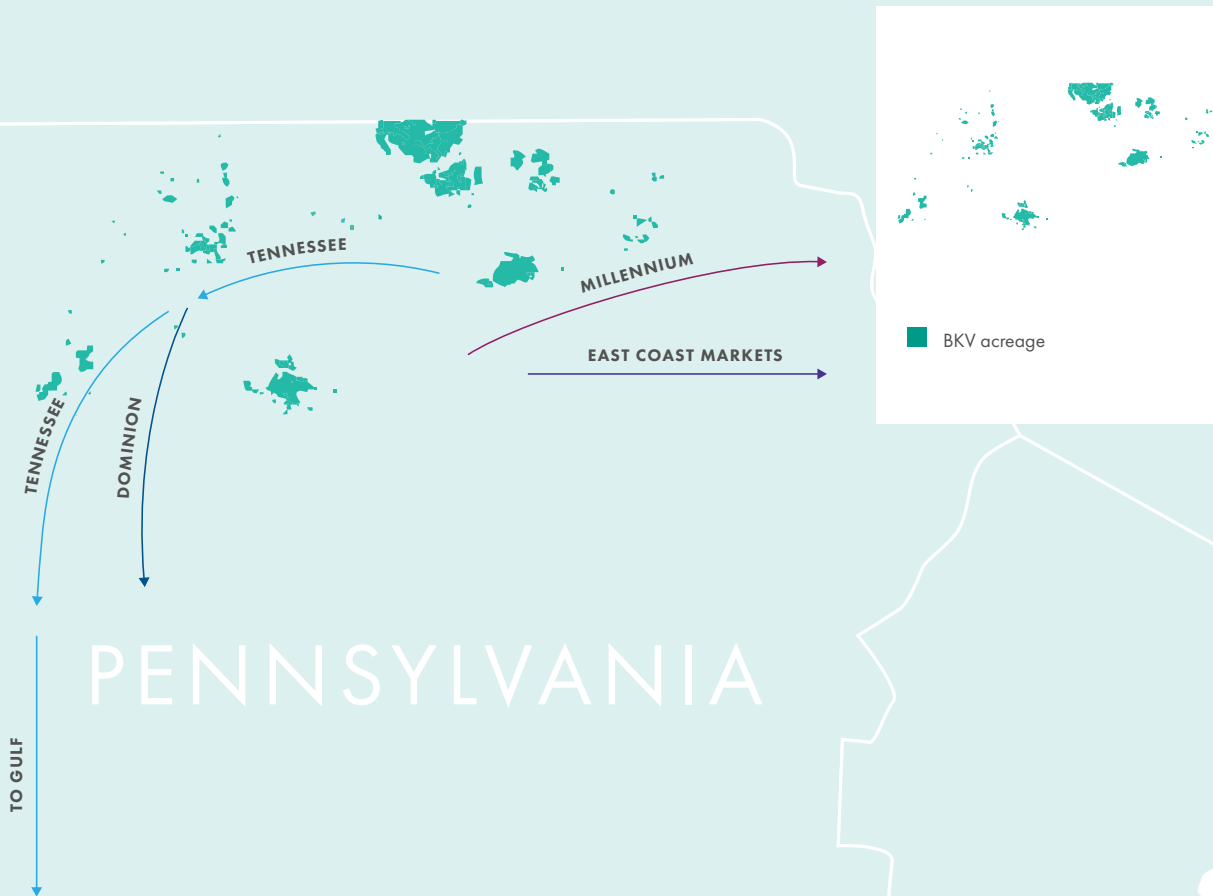 TENNESSEE
MILLENNIUM
BKV acreage
EAST COAST MARKETS
TENNESSEE
DOMINION
PENNSYLVANIA
TO GULF